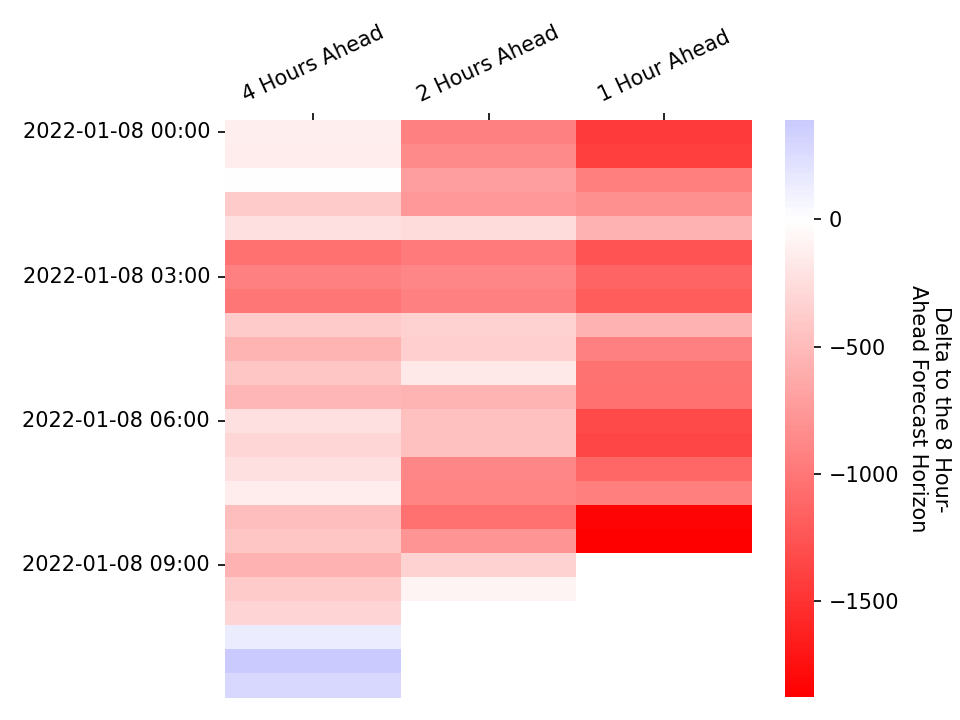 4 Hours Ahead
2 Hours Ahead
1 Hour Ahead
2022-01-08 00:00
2022-01-08 03:00
2022-01-08 06:00
2022-01-08 09:00
0
−500
−1000
−1500
Delta to the 8 Hour-
Ahead Forecast Horizon